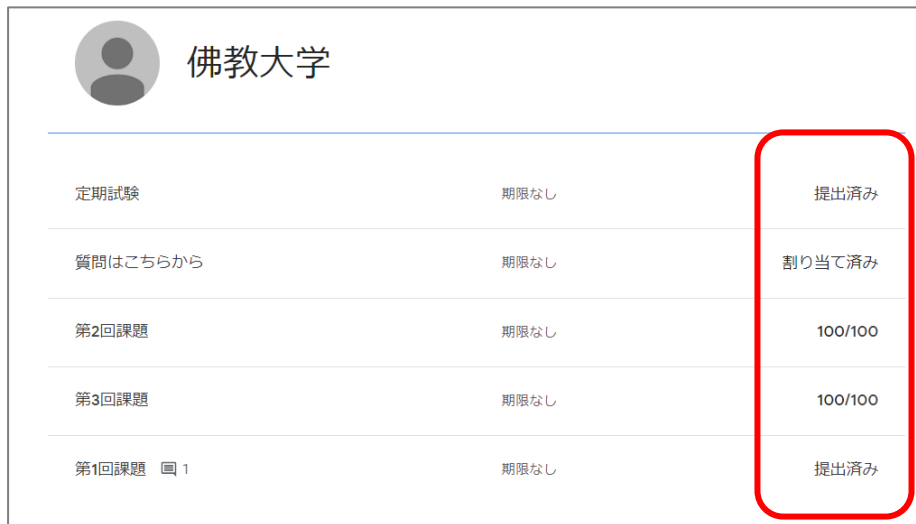 佛教大学
定期試験 期限なし 提出済み
質問はこちらから 期限なし 割り当て済み
第2回課題 期限なし 100/100
第3回課題 期限なし 100/100
第1回課題 1 期限なし 提出済み